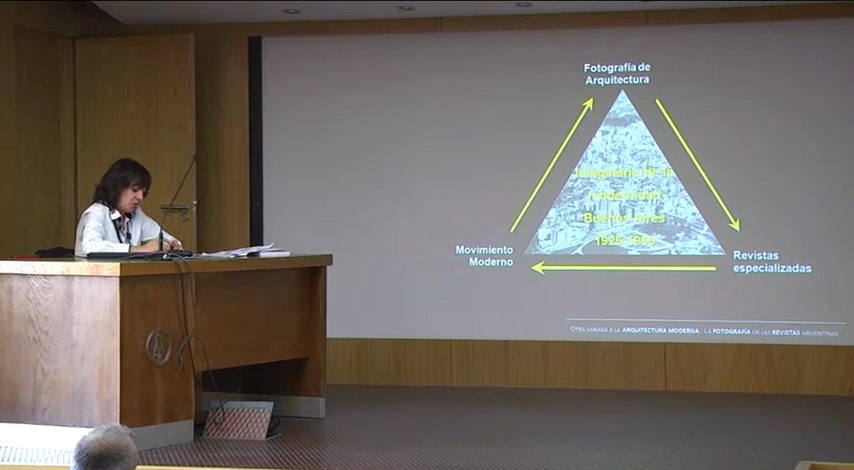 Fotografía de
Arquitectura
Imaginario de la
modernidad
Buenos Aires
Movimiento
Moderno
Revistas
especializadas
OTRA MIRADA A LA ARQUITECTURA MODERNA: LA FOTOGRAFÍA EN LAS REVISTAS ARGENTINAS